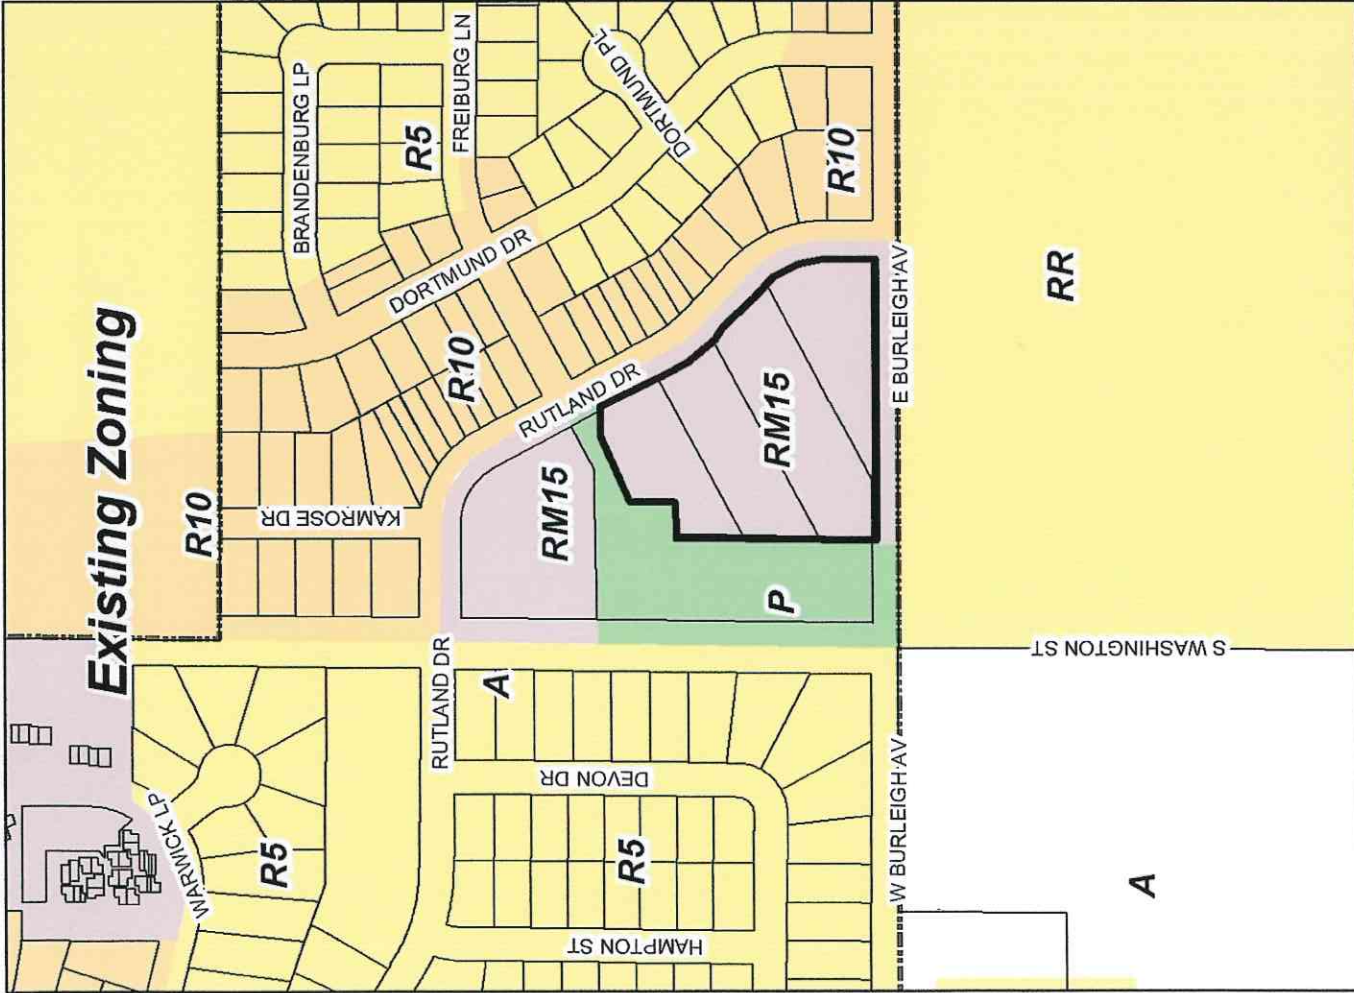 Existing Zoning
R10
BRANDENBURG LP
R5
FREIBURG LN
DORTMUND PL
DORTMUND DR
R10
R10
KAMROSE DR
RUTLAND DR
RM15
RM15
P
E BURLEIGH AV
RR
WARWICK LP
R5
RUTLAND DR
A
DEVON DR
R5
HAMPTON ST
W BURLEIGH AV
S WASHINGTON ST
A